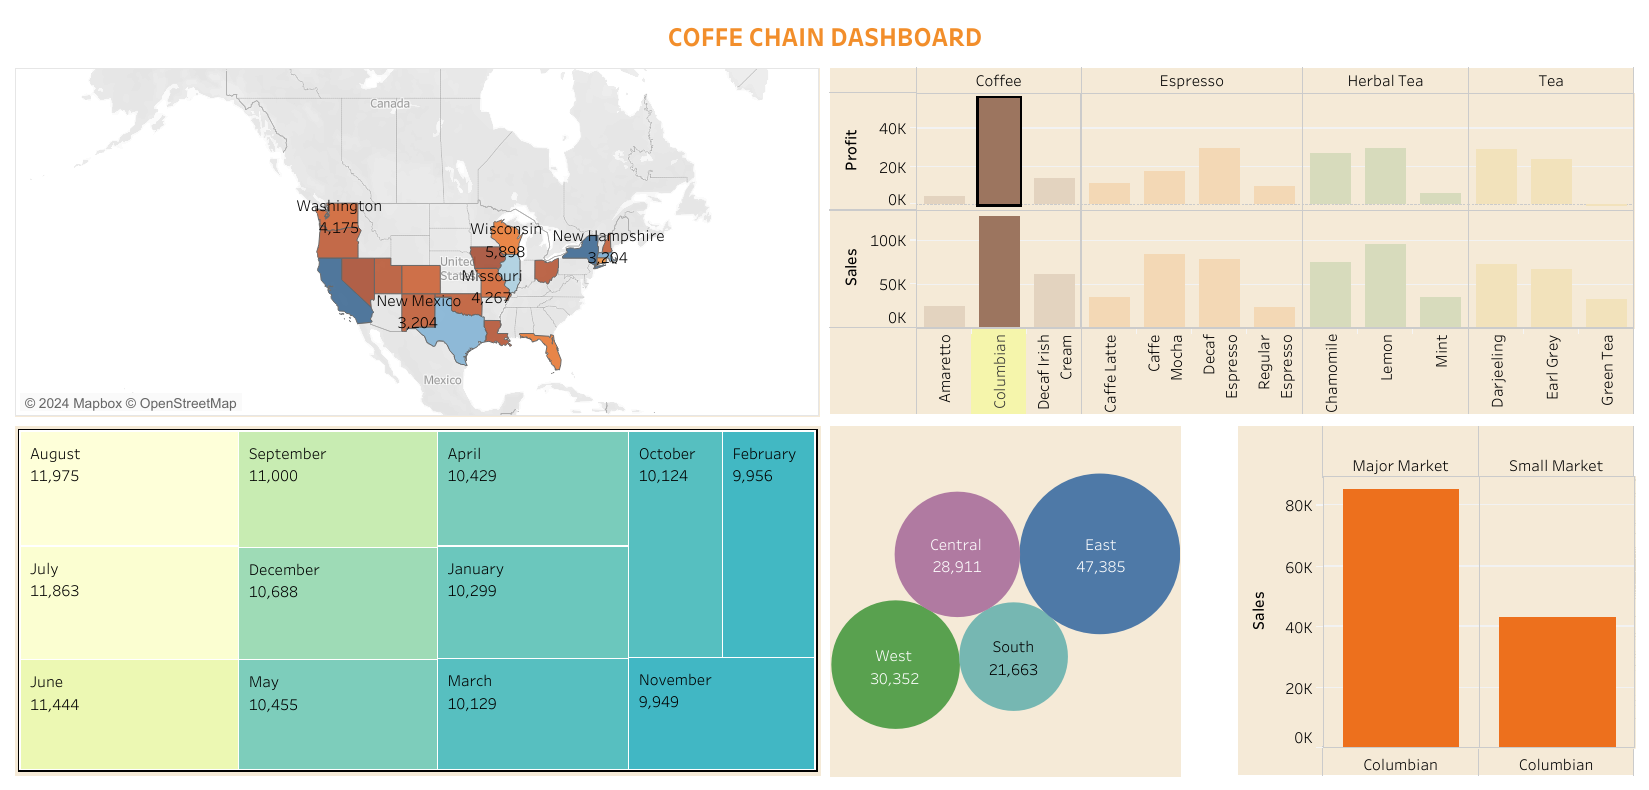 COFFE CHAIN DASHBOARD
Canada
Washington
4,175
Wisconsin
5,898
New Hampshire
3,204
United
States
Missouri
4,267
New Mexico
3,204
Mexico
© 2024 Mapbox © OpenStreetMap
Coffee
Espresso
Herbal Tea
Tea
Profit
40K
20K
0K
Sales
100K
50K
0K
Amaretto
Columbian
Decaf Irish
Cream
Caffe Latte
Caffe
Mocha
Decaf
Espresso
Regular
Espresso
Chamomile
Lemon
Mint
Darjeeling
Earl Grey
Green Tea
August
11,975
September
11,000
April
10,429
October
10,124
February
9,956
July
11,863
December
10,688
January
10,299
June
11,444
May
10,455
March
10,129
November
9,949
Central
28,911
East
47,385
West
30,352
South
21,663
Major Market
Small Market
Sales
80K
60K
40K
20K
0K
Columbian
Columbian